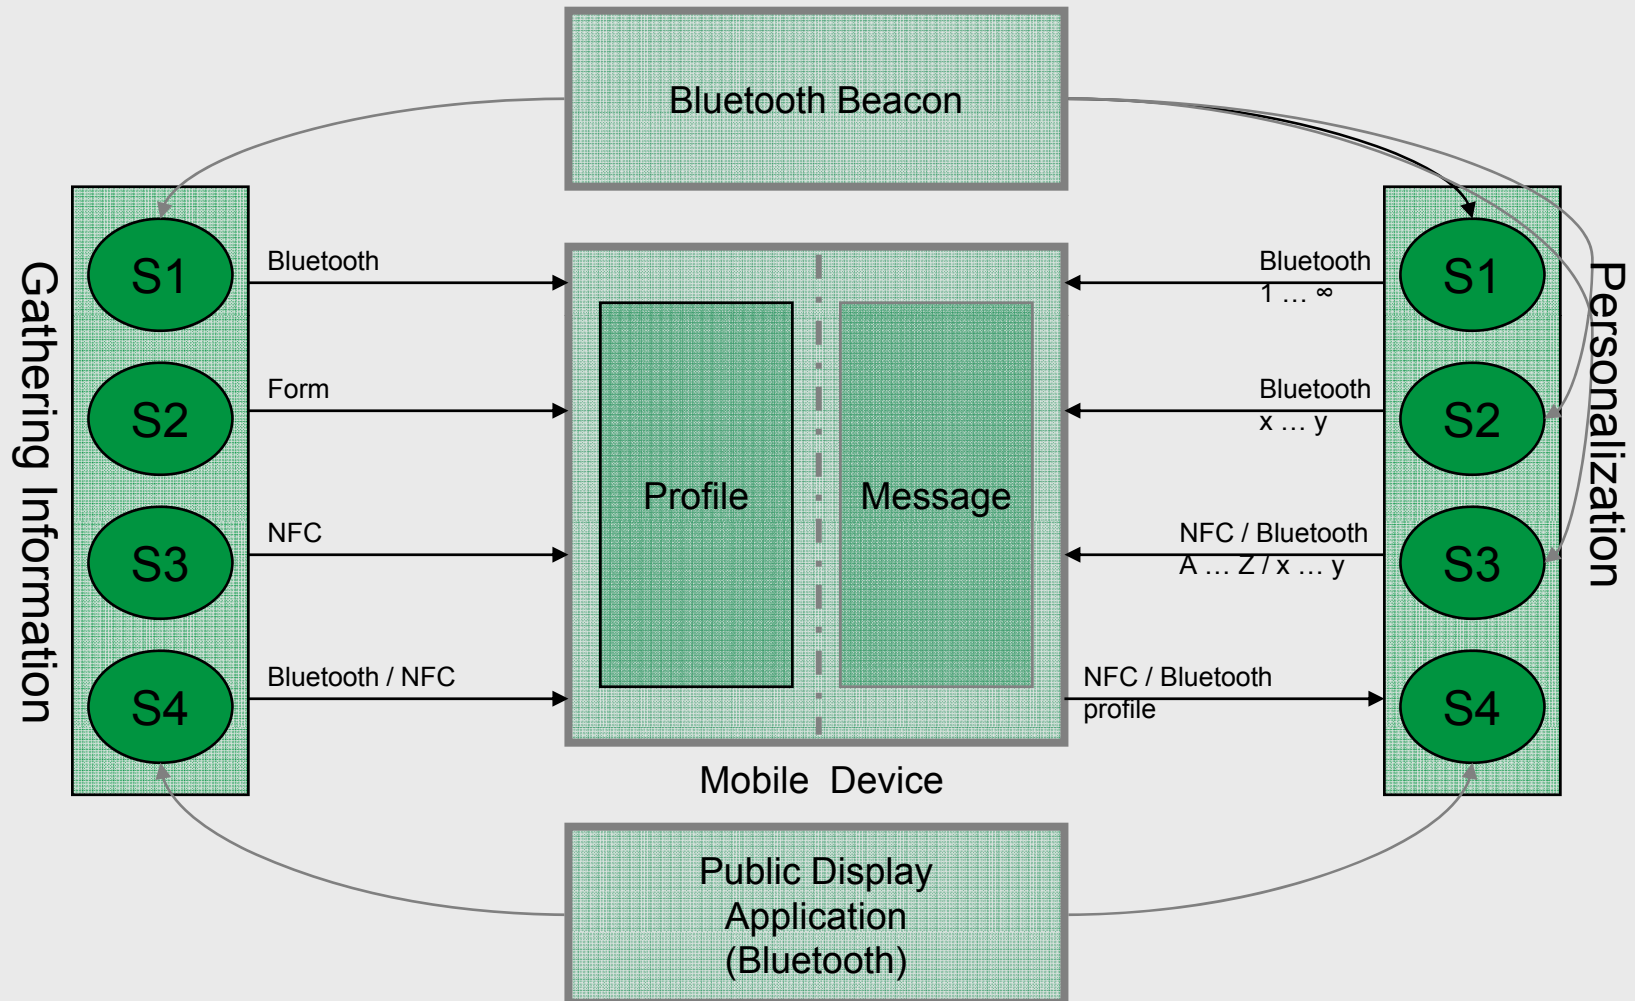 Bluetooth Beacon
Gathering Information
S1
S2
S3
S4
Bluetooth
Form
NFC
Bluetooth / NFC
Profile
Message
Mobile Device
Bluetooth
1 … ∞
Bluetooth
x … y
NFC / Bluetooth
A … Z / x … y
NFC / Bluetooth
profile
S1
S2
S3
S4
Personalization
Public Display
Application
(Bluetooth)